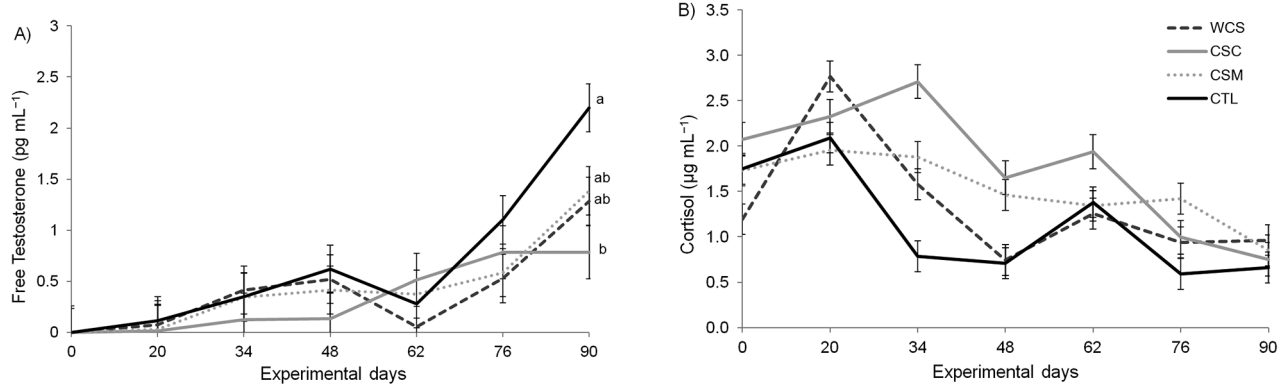 A)
Free Testosterone (pg mL⁻¹)
3
2.5
2
1.5
1
0.5
0
0 20 34 48 62 76 90
Experimental days
a
ab
ab
b
B)
Cortisol (µg mL⁻¹)
3.5
3.0
2.5
2.0
1.5
1.0
0.5
0.0
0 20 34 48 62 76 90
Experimental days
WCS
CSC
CSM
CTL